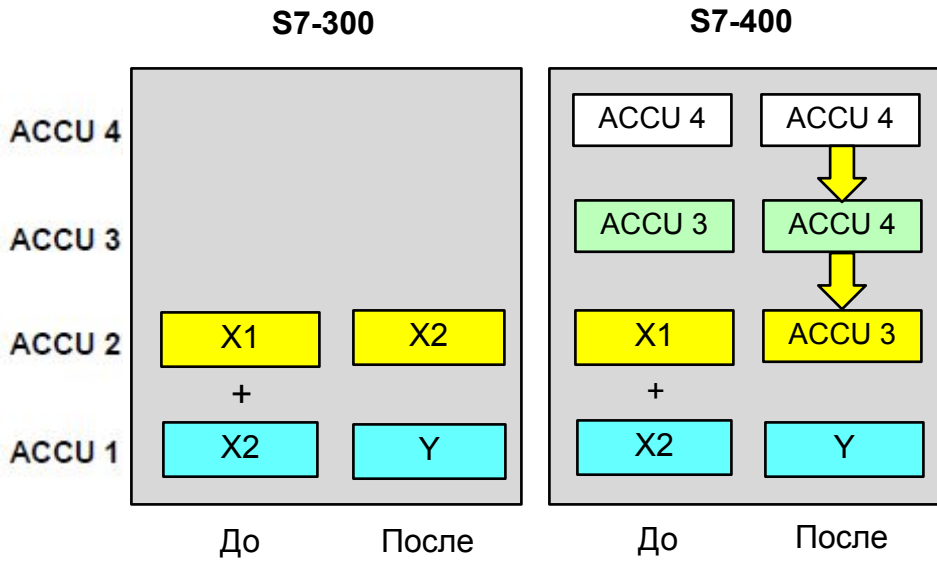 S7-300 S7-400
ACCU 4 ACCU 4 ACCU 4
ACCU 3 ACCU 3 ACCU 4
ACCU 2 X1 X2 X1 ACCU 3
+ +
ACCU 1 X2 Y X2 Y
До После До После